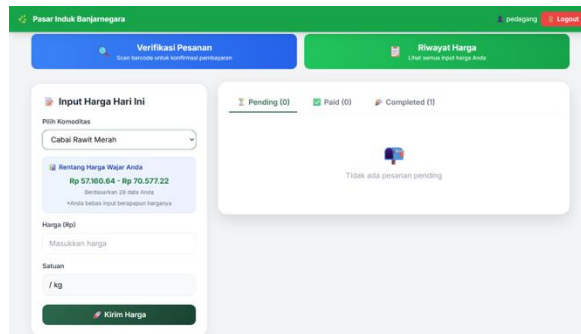 Pasar Induk Banjarnegara
pedagang
Logout
Verifikasi Pesanan
Scan barcode untuk konfirmasi pembayaran
Riwayat Harga
Lihat semua input harga Anda
Input Harga Hari Ini
Pilih Komoditas
Cabai Rawit Merah
Rentang Harga Wajar Anda
Rp 57.160.64 - Rp 70.577.22
Berdasarkan 28 data Anda
*Anda bebas input berapapun harganya
Harga (Rp)
Masukkan harga
Satuan
/ kg
Kirim Harga
Pending (0)
Paid (0)
Completed (1)
Tidak ada pesanan pending